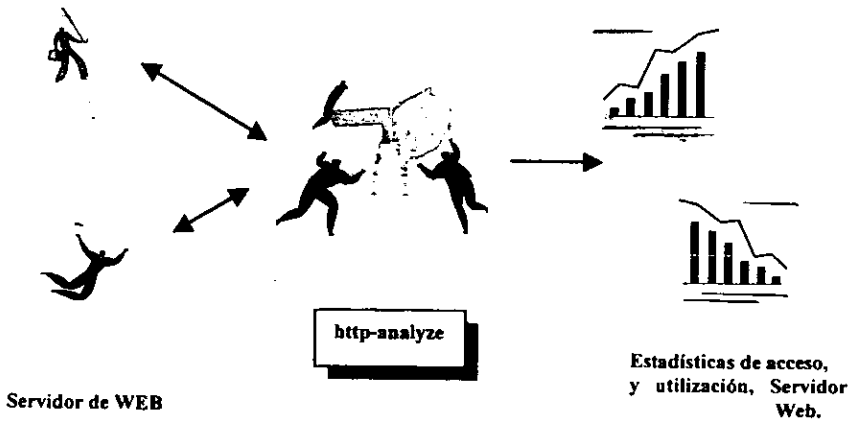 http-analyze
Servidor de WEB
Estadísticas de acceso,
y utilización, Servidor
Web.